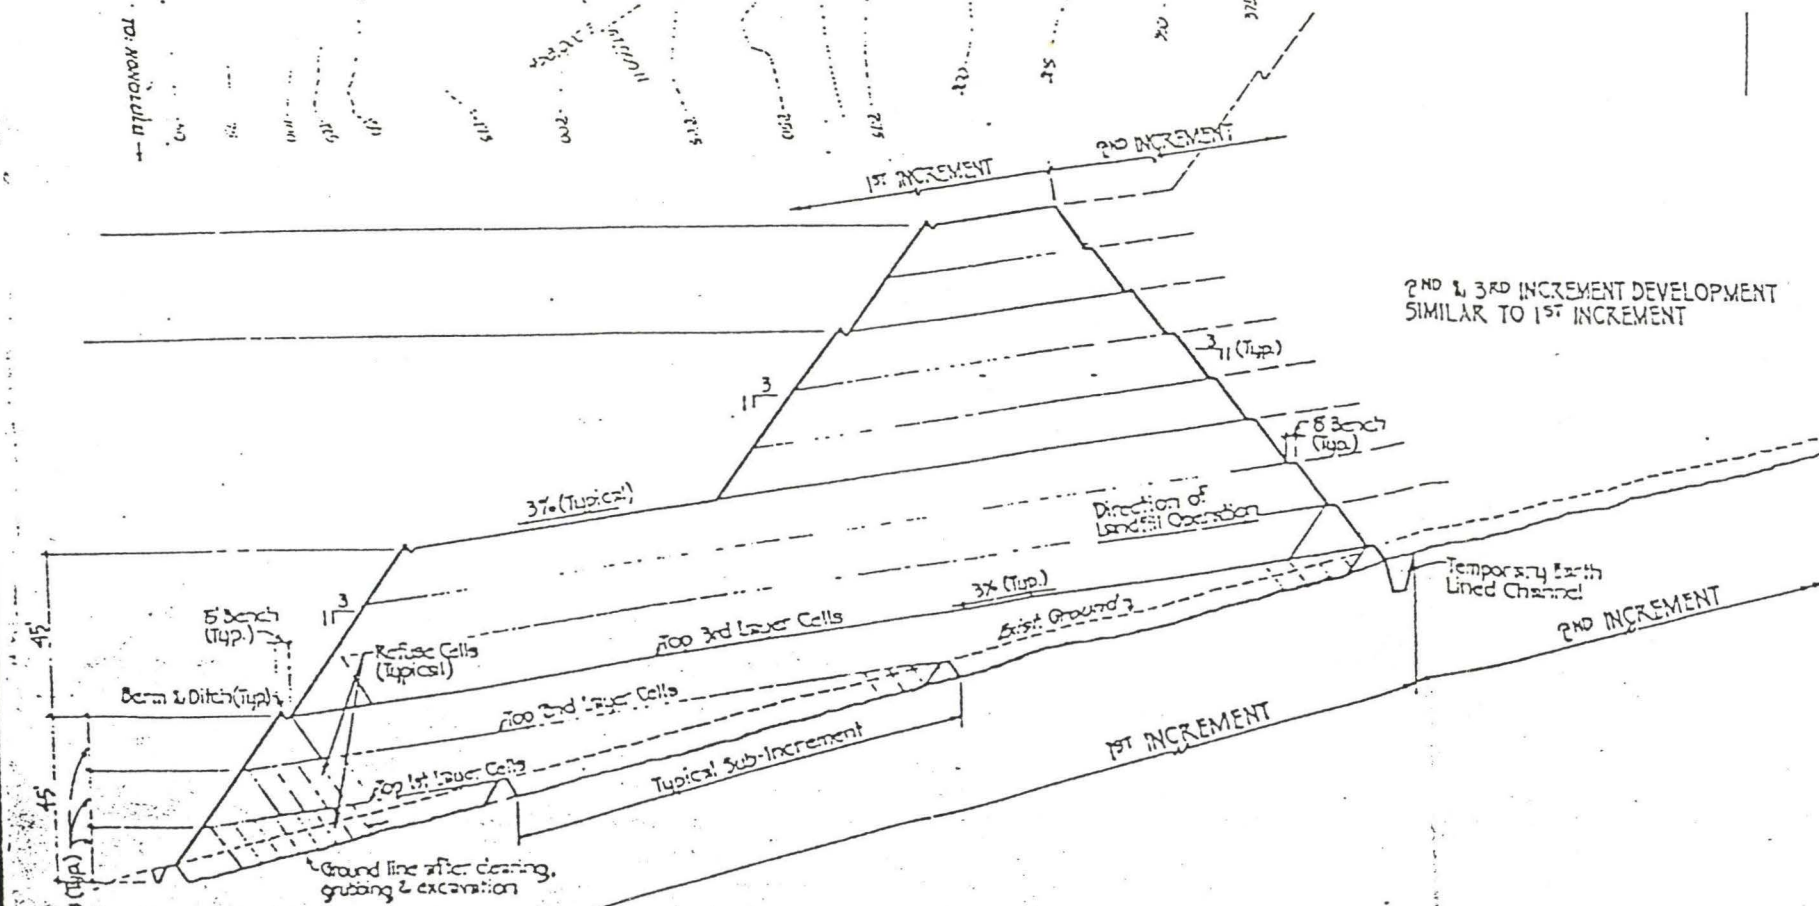 1ST INCREMENT
2ND INCREMENT
2ND & 3RD INCREMENT DEVELOPMENT
SIMILAR TO 1ST INCREMENT
3
1
3
1 (Typ.)
8' Bench
(Typ.)
3% (Typical)
Direction of
Landfill Operation
Temporary Earth
Lined Channel
2ND INCREMENT
3% (Typ.)
Exist Ground
Top 3rd Layer Cells
3
1
Bench
(Typ.)
Refuse Cells
(Typical)
45'
Berm & Ditch (Typ.)
Top 2nd Layer Cells
Typical Sub-Increment
1ST INCREMENT
Top 1st Layer Cells
45'
(Typ.)
Ground line after clearing,
grubbing & excavation